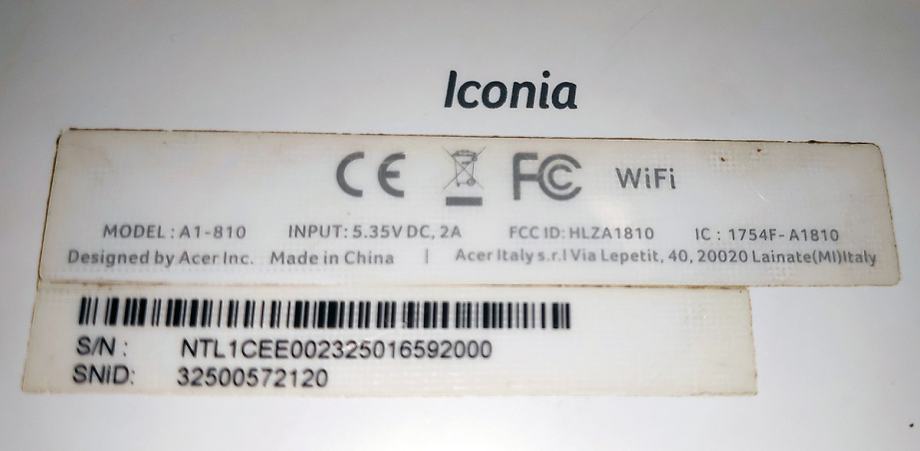 Iconia
CE FC WiFi
MODEL : A1-810 INPUT: 5.35V DC, 2A FCC ID: HLZA1810 IC : 1754F- A1810
Designed by Acer Inc. Made in China | Acer Italy s.r.l Via Lepetit, 40, 20020 Lainate(MI)Italy
S/N : NTL1CEE002325016592000
SNID: 32500572120